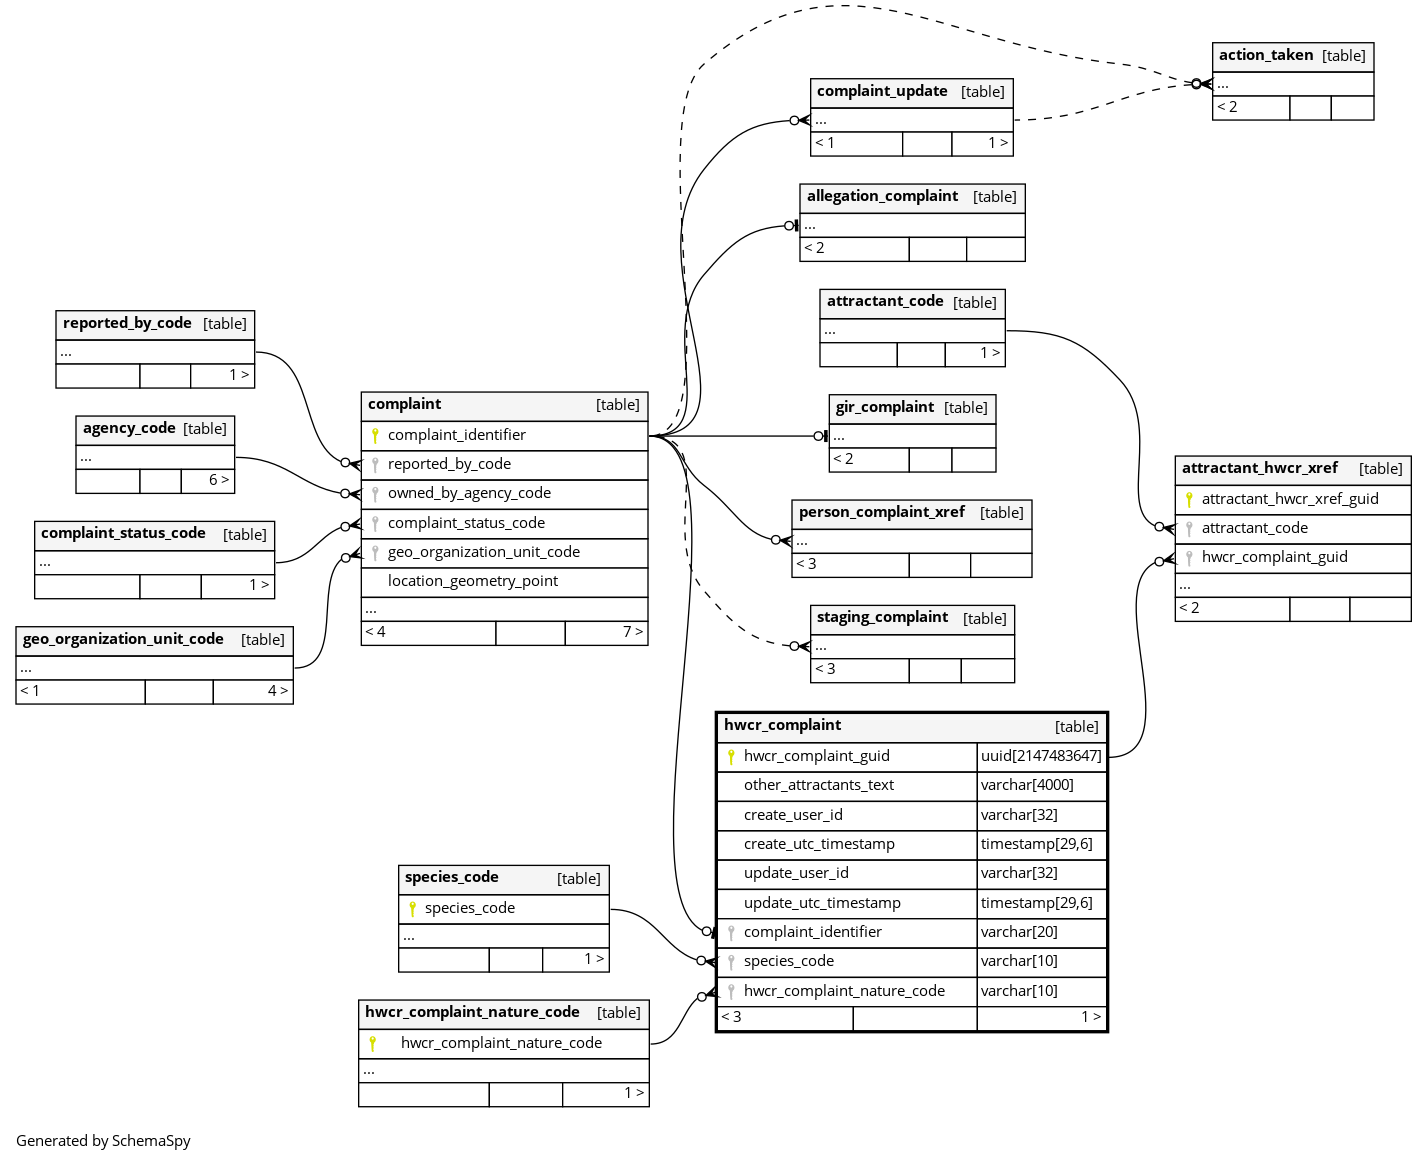 action_taken [table]
...
< 2
complaint_update [table]
...
< 1 1 >
allegation_complaint [table]
...
< 2
attractant_code [table]
...
1 >
reported_by_code [table]
...
1 >
complaint [table]
complaint_identifier
reported_by_code
owned_by_agency_code
complaint_status_code
geo_organization_unit_code
location_geometry_point
...
< 4 7 >
gir_complaint [table]
...
< 2
agency_code [table]
...
6 >
attractant_hwcr_xref [table]
attractant_hwcr_xref_guid
attractant_code
hwcr_complaint_guid
...
< 2
person_complaint_xref [table]
...
< 3
complaint_status_code [table]
...
1 >
staging_complaint [table]
...
< 3
geo_organization_unit_code [table]
...
< 1 4 >
hwcr_complaint [table]
hwcr_complaint_guid uuid[2147483647]
other_attractants_text varchar[4000]
create_user_id varchar[32]
create_utc_timestamp timestamp[29,6]
update_user_id varchar[32]
update_utc_timestamp timestamp[29,6]
complaint_identifier varchar[20]
species_code varchar[10]
hwcr_complaint_nature_code varchar[10]
< 3 1 >
species_code [table]
species_code
...
1 >
hwcr_complaint_nature_code [table]
hwcr_complaint_nature_code
...
1 >
Generated by SchemaSpy